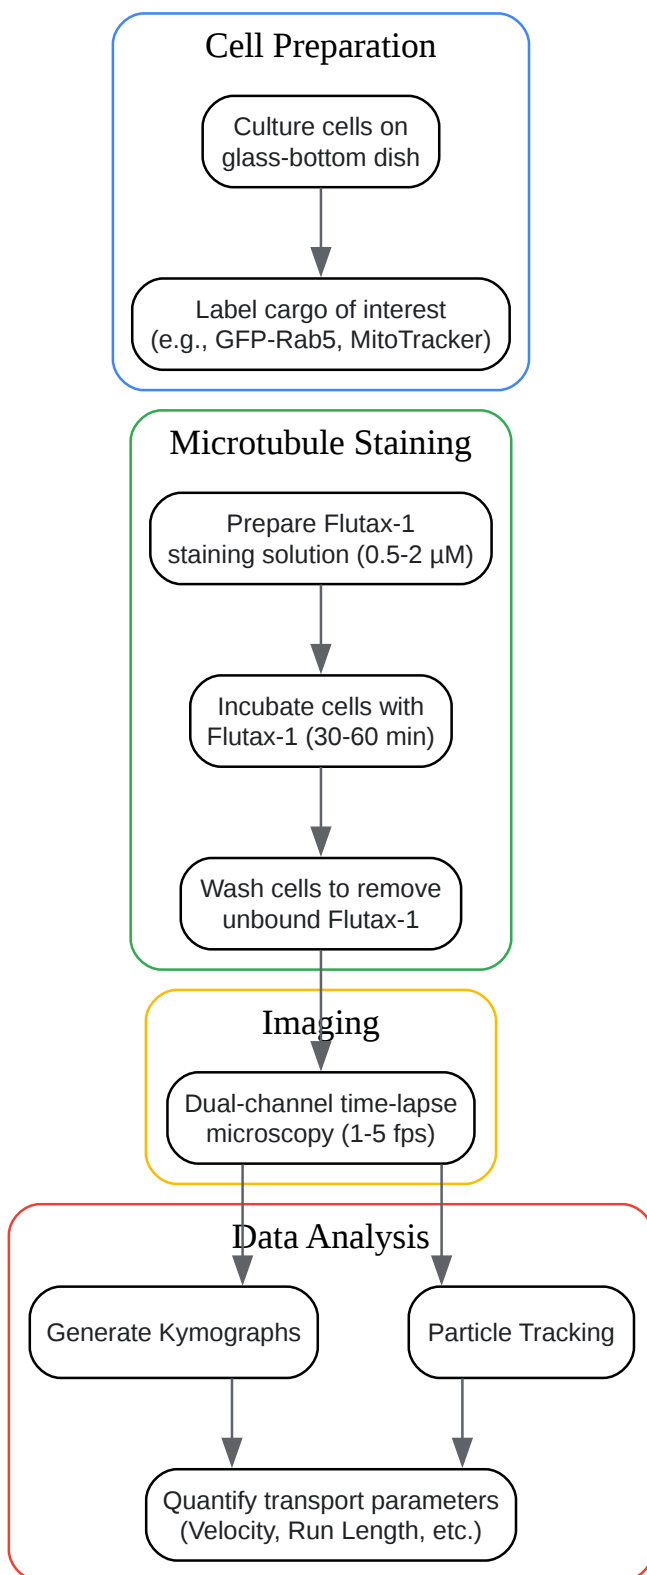 Cell Preparation
Culture cells on
glass-bottom dish
Label cargo of interest
(e.g., GFP-Rab5, MitoTracker)
Microtubule Staining
Prepare Flutax-1
staining solution (0.5-2 µM)
Incubate cells with
Flutax-1 (30-60 min)
Wash cells to remove
unbound Flutax-1
Imaging
Dual-channel time-lapse
microscopy (1-5 fps)
Data Analysis
Generate Kymographs
Particle Tracking
Quantify transport parameters
(Velocity, Run Length, etc.)